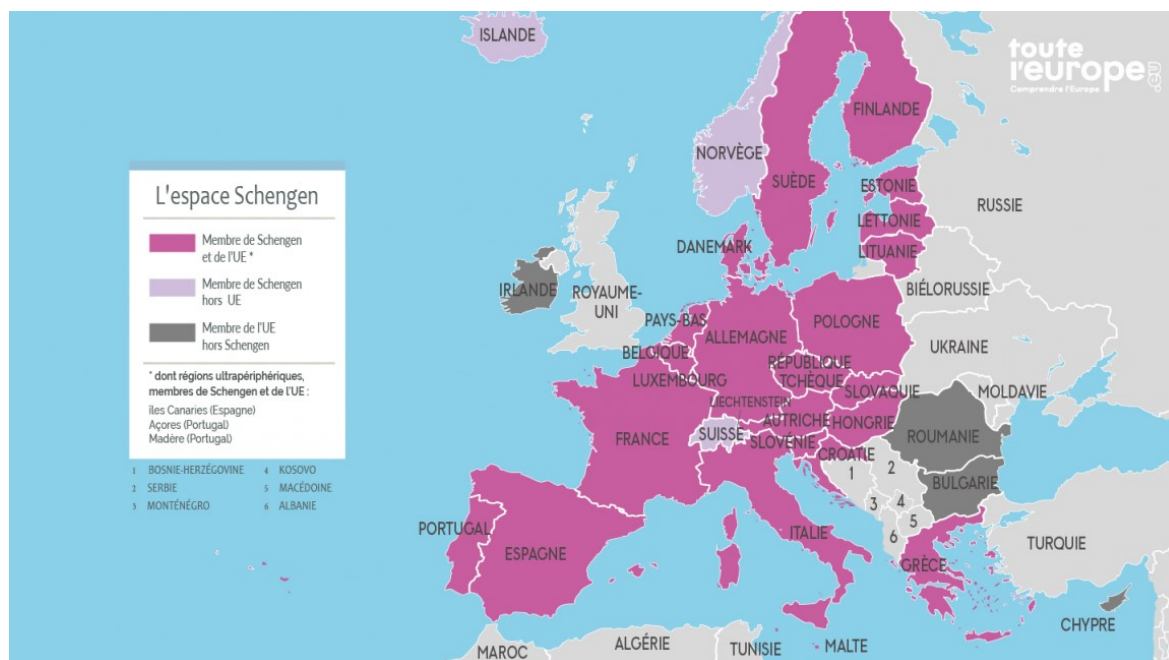 ISLANDE
toute
l'europe.eu
Comprendre l'Europe
FINLANDE
NORVÈGE
SUÈDE
RUSSIE
ESTONIE
LETTONIE
LITUANIE
DANEMARK
BIÉLORUSSIE
IRLANDE
ROYAUME-
UNI
PAYS-BAS
ALLEMAGNE
POLOGNE
UKRAINE
BELGIQUE
RÉPUBLIQUE
TCHÈQUE
LUXEMBOURG
SLOVAQUIE
MOLDAVIE
LIECHTENSTEIN
AUTRICHE
HONGRIE
FRANCE
SUISSE
SLOVÉNIE
ROUMANIE
CROATIE
1
2
BULGARIE
3
4
5
6
PORTUGAL
ESPAGNE
ITALIE
GRÈCE
TURQUIE
CHYPRE
MAROC
ALGÉRIE
TUNISIE
MALTE
L'espace Schengen
Membre de Schengen
et de l'UE *
Membre de Schengen
hors UE
Membre de l'UE
hors Schengen
* dont régions ultrapériphériques,
membres de Schengen et de l'UE :
îles Canaries (Espagne)
Açores (Portugal)
Madère (Portugal)
1 BOSNIE-HERZÉGOVINE
2 SERBIE
3 MONTÉNÉGRO
4 KOSOVO
5 MACÉDOINE
6 ALBANIE